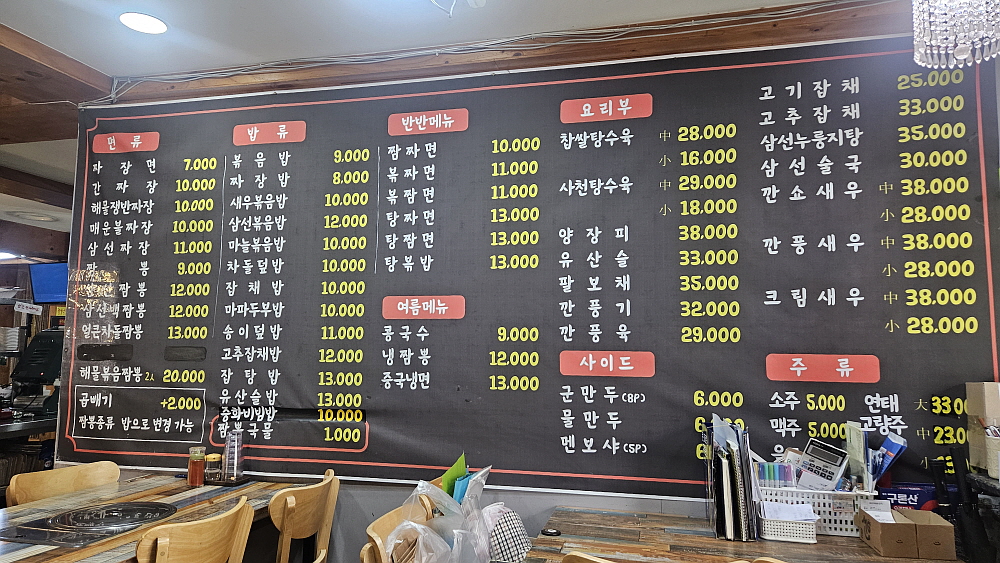 면 류
짜 장 면 7.000
간 짜 장 10.000
해물쟁반짜장 10.000
매운불짜장 10.000
삼선짜장 11.000
짬 뽕 9.000
짬뽕 12.000
삼선백짬뽕 12.000
얼큰차돌짬뽕 13.000
해물볶음짬뽕 2人 20.000
곱배기 +2.000
짬뽕종류 밥으로 변경 가능
밥 류
볶 음 밥 9.000
짜 장 밥 8.000
새우볶음밥 10.000
삼선볶음밥 12.000
마늘볶음밥 10.000
차돌덮밥 10.000
잡 채 밥 10.000
마파두부밥 10.000
송이덮밥 11.000
고추잡채밥 12.000
잡 탕 밥 13.000
유산슬밥 13.000
중화비빔밥 10.000
짬뽕국물 1.000
반반메뉴
짬 짜 면 10.000
볶 짜 면 11.000
볶 짬 면 11.000
탕 짜 면 13.000
탕 짬 면 13.000
탕 볶 밥 13.000
여름메뉴
콩 국 수 9.000
냉 짬 뽕 12.000
중국냉면 13.000
요리부
찹쌀탕수육 中 28.000
小 16.000
사천탕수육 中 29.000
小 18.000
양 장 피 38.000
유 산 슬 33.000
팔 보 채 35.000
깐 풍 기 32.000
깐 풍 육 29.000
사이드
군 만 두 (8P) 6.000
물 만 두
멘 보 샤 (5P)
고 기 잡 채 25.000
고 추 잡 채 33.000
삼선누룽지탕 35.000
삼 선 술 국 30.000
깐 쇼 새 우 中 38.000
小 28.000
깐 풍 새 우 中 38.000
小 28.000
크 림 새 우 中 38.000
小 28.000
주 류
소주 5.000
맥주 5.000
연태 大 33.00
고량주 中 23.0
小
구론산